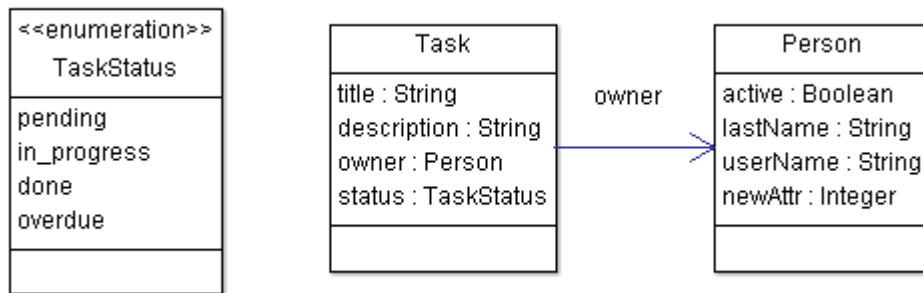 <<enumeration>>
TaskStatus
pending
in_progress
done
overdue
Task
title : String
description : String
owner : Person
status : TaskStatus
owner
Person
active : Boolean
lastName : String
userName : String
newAttr : Integer